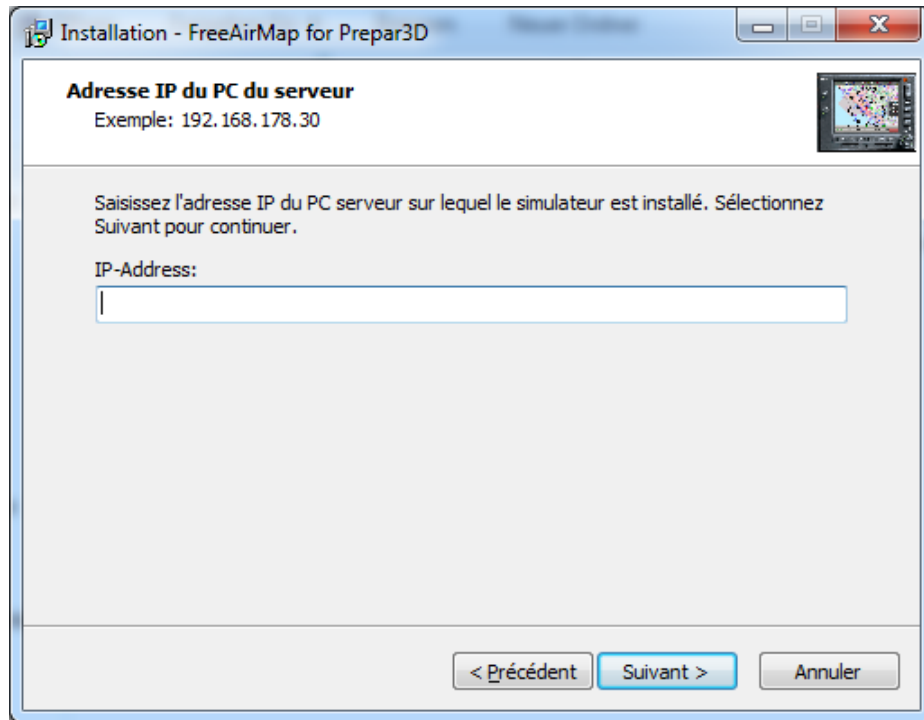 Installation - FreeAirMap for Prepar3D
Adresse IP du PC du serveur
Exemple: 192.168.178.30
Saisissez l'adresse IP du PC serveur sur lequel le simulateur est installé. Sélectionnez
Suivant pour continuer.
IP-Address:
< Précédent
Suivant >
Annuler